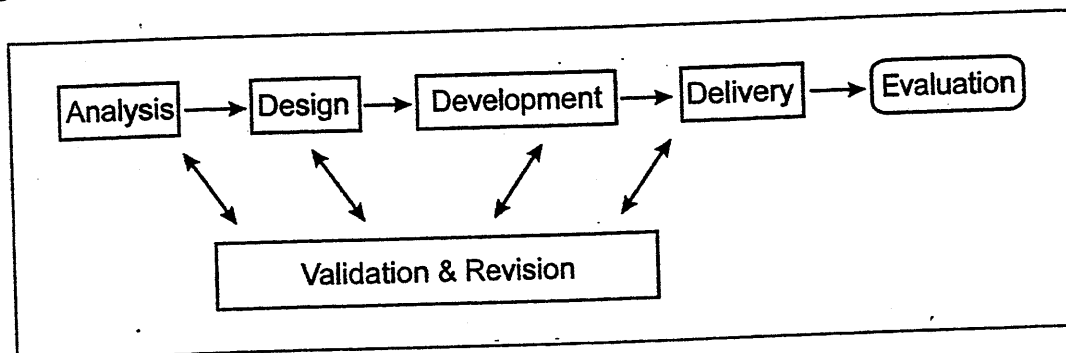 Analysis Design Development Delivery Evaluation
Validation & Revision